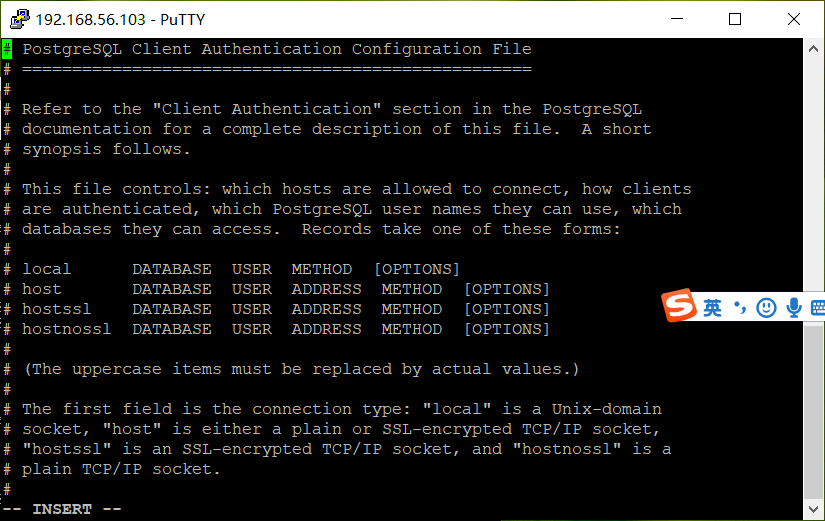 192.168.56.103 - PuTTY
# PostgreSQL Client Authentication Configuration File
# ===================================================
#
# Refer to the "Client Authentication" section in the PostgreSQL
# documentation for a complete description of this file.  A short
# synopsis follows.
#
# This file controls: which hosts are allowed to connect, how clients
# are authenticated, which PostgreSQL user names they can use, which
# databases they can access.  Records take one of these forms:
#
# local      DATABASE  USER  METHOD  [OPTIONS]
# host       DATABASE  USER  ADDRESS  METHOD  [OPTIONS]
# hostssl    DATABASE  USER  ADDRESS  METHOD  [OPTIONS]
# hostnossl  DATABASE  USER  ADDRESS  METHOD  [OPTIONS]
#
# (The uppercase items must be replaced by actual values.)
#
# The first field is the connection type: "local" is a Unix-domain
# socket, "host" is either a plain or SSL-encrypted TCP/IP socket,
# "hostssl" is an SSL-encrypted TCP/IP socket, and "hostnossl" is a
# plain TCP/IP socket.
#
-- INSERT --
S 英